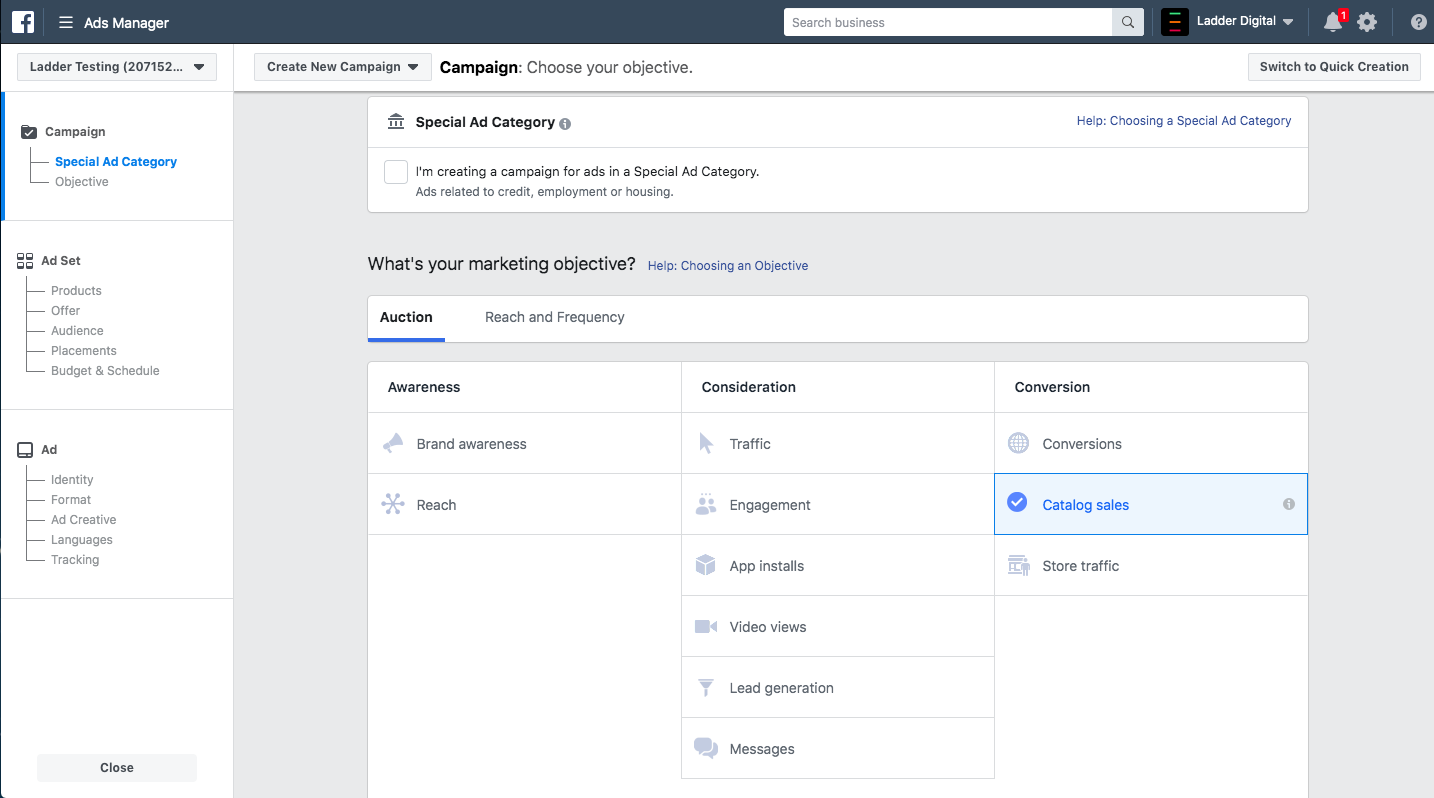 Ads Manager
Search business
Ladder Digital
1
?
Ladder Testing (207152...
Create New Campaign
Campaign: Choose your objective.
Switch to Quick Creation
Campaign
Special Ad Category
Objective
Ad Set
Products
Offer
Audience
Placements
Budget & Schedule
Ad
Identity
Format
Ad Creative
Languages
Tracking
Close
Special Ad Category
Help: Choosing a Special Ad Category
I'm creating a campaign for ads in a Special Ad Category.
Ads related to credit, employment or housing.
What's your marketing objective? Help: Choosing an Objective
Auction
Reach and Frequency
Awareness
Consideration
Conversion
Brand awareness
Traffic
Conversions
Reach
Engagement
Catalog sales
App installs
Store traffic
Video views
Lead generation
Messages